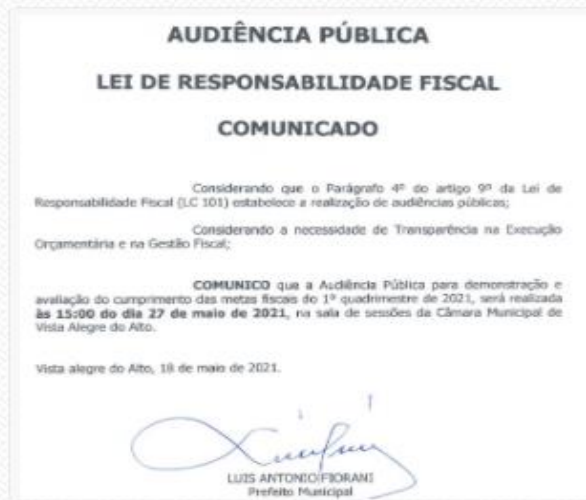 AUDIÊNCIA PÚBLICA
LEI DE RESPONSABILIDADE FISCAL
COMUNICADO
Considerando que o Parágrafo 4º do artigo 9º da Lei de
Responsabilidade Fiscal (LC 101) estabelece a realização de audiências públicas;
Considerando a necessidade de Transparência na Execução
Orçamentária e na Gestão Fiscal;
COMUNICO que a Audiência Pública para demonstração e
avaliação do cumprimento das metas fiscais do 1º quadrimestre de 2021, será realizada
às 15:00 do dia 27 de maio de 2021, na sala de sessões da Câmara Municipal de
Vista Alegre do Alto.
Vista alegre do Alto, 18 de maio de 2021.
LUIS ANTONIO FIORANI
Prefeito Municipal